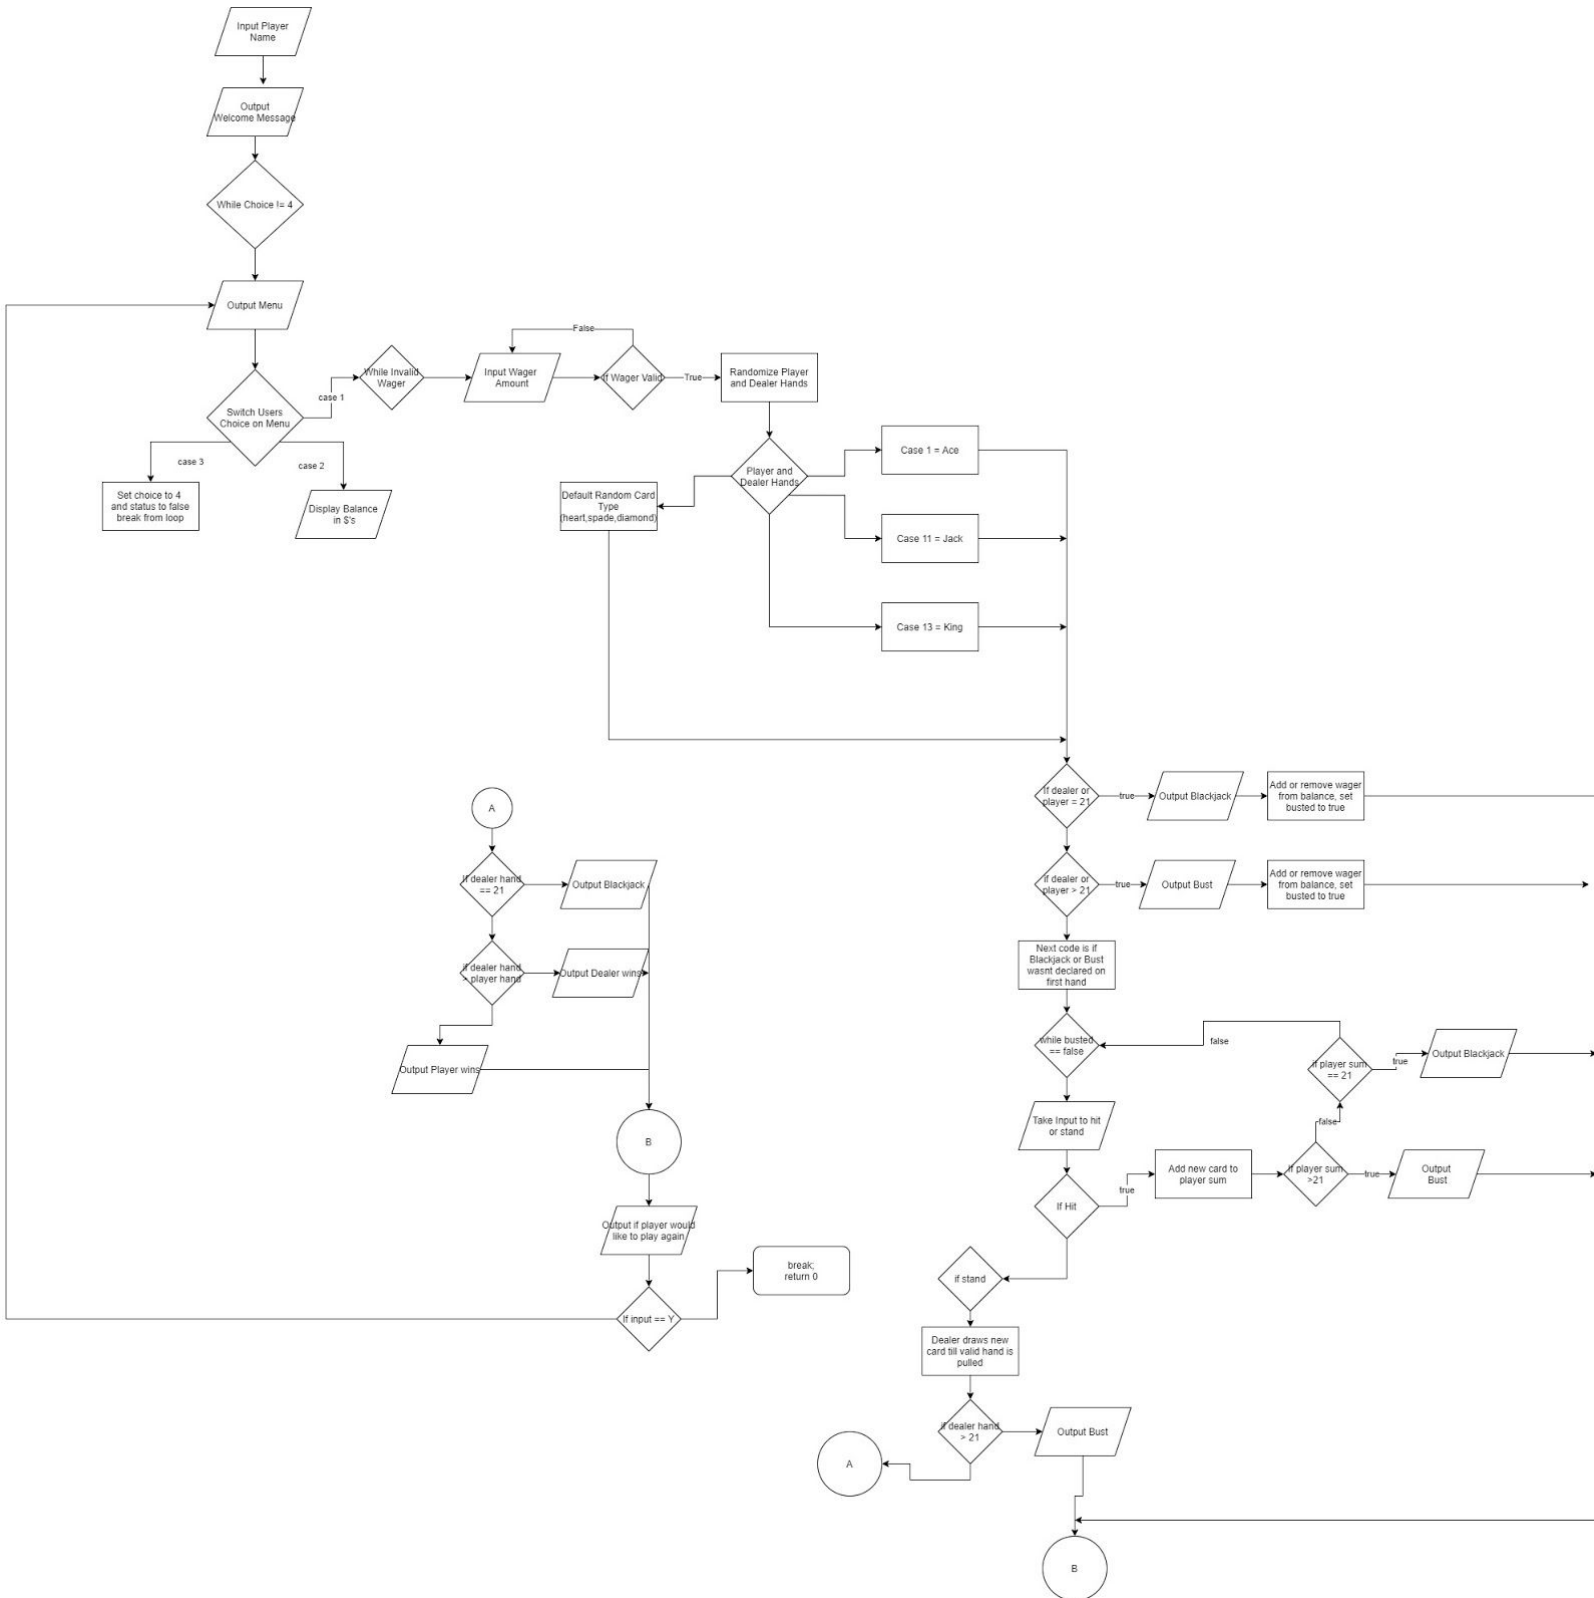 Input Player
Name
Output
Welcome Message
While Choice != 4
Output Menu
Switch Users
Choice on Menu
case 1
case 3
case 2
Set choice to 4
and status to false
break from loop
Display Balance
in $'s
While Invalid
Wager
Input Wager
Amount
False
If Wager Valid
True
Randomize Player
and Dealer Hands
Player and
Dealer Hands
Default Random Card
Type
(heart,spade,diamond)
Case 1 = Ace
Case 11 = Jack
Case 13 = King
If dealer or
player = 21
true
Output Blackjack
Add or remove wager
from balance, set
busted to true
if dealer or
player > 21
true
Output Bust
Add or remove wager
from balance, set
busted to true
Next code is if
Blackjack or Bust
wasnt declared on
first hand
while busted
== false
false
Take Input to hit
or stand
If Hit
true
Add new card to
player sum
If player sum
>21
true
Output
Bust
false
if player sum
== 21
true
Output Blackjack
if stand
Dealer draws new
card till valid hand is
pulled
if dealer hand
> 21
Output Bust
A
B
A
If dealer hand
== 21
Output Blackjack
if dealer hand
> player hand
Output Dealer wins
Output Player wins
B
Output if player would
like to play again
If input == Y
break;
return 0